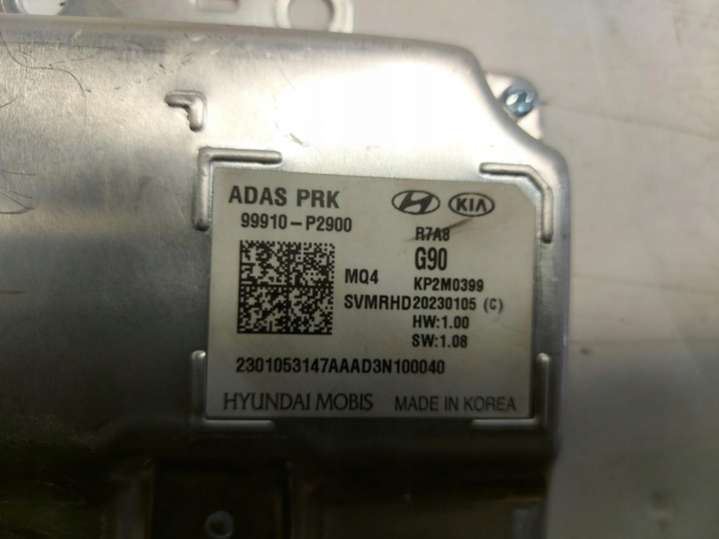 ADAS PRK
99910-P2900
KIA
R7A8
G90
MQ4
KP2M0399
SVMRHD 20230105 (C)
HW:1.00
SW:1.08
2301053147AAAD3N100040
HYUNDAI MOBIS MADE IN KOREA